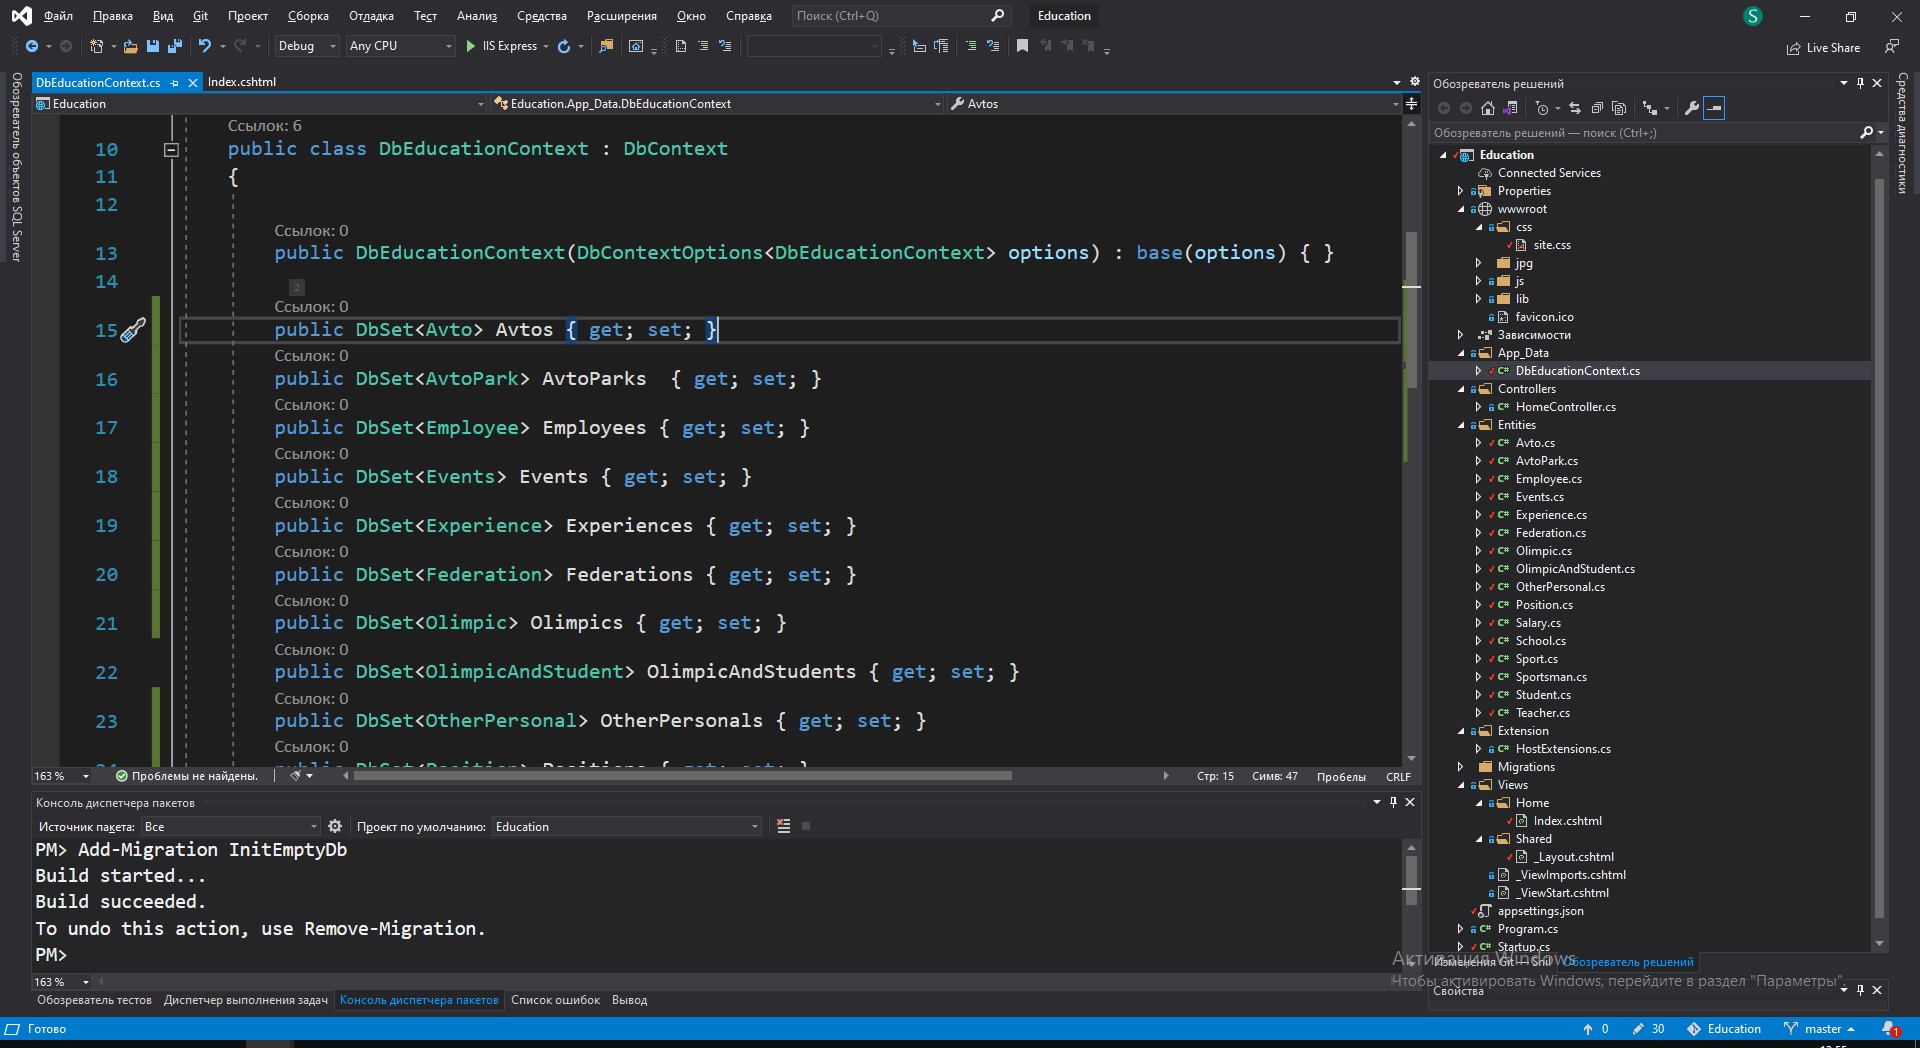 Файл Правка Вид Git Проект Сборка Отладка Тест Анализ Средства Расширения Окно Справка Поиск (Ctrl+Q) Education S
Debug Any CPU IIS Express Live Share
Обозреватель объектов SQL Server
DbEducationContext.cs Index.cshtml
Education Education.App_Data.DbEducationContext Avtos
Ссылок: 6
10 public class DbEducationContext : DbContext
11 {
12
Ссылок: 0
13 public DbEducationContext(DbContextOptions<DbEducationContext> options) : base(options) { }
14
2
Ссылок: 0
15 public DbSet<Avto> Avtos { get; set; }
Ссылок: 0
16 public DbSet<AvtoPark> AvtoParks  { get; set; }
Ссылок: 0
17 public DbSet<Employee> Employees { get; set; }
Ссылок: 0
18 public DbSet<Events> Events { get; set; }
Ссылок: 0
19 public DbSet<Experience> Experiences { get; set; }
Ссылок: 0
20 public DbSet<Federation> Federations { get; set; }
Ссылок: 0
21 public DbSet<Olimpic> Olimpics { get; set; }
Ссылок: 0
22 public DbSet<OlimpicAndStudent> OlimpicAndStudents { get; set; }
Ссылок: 0
23 public DbSet<OtherPersonal> OtherPersonals { get; set; }
Ссылок: 0
24 public DbSet<Position> Positions { get; set; }
163 % Проблемы не найдены. Стр: 15 Симв: 47 Пробелы CRLF
Консоль диспетчера пакетов
Источник пакета: Все Проект по умолчанию: Education
PM> Add-Migration InitEmptyDb
Build started...
Build succeeded.
To undo this action, use Remove-Migration.
PM>
163 %
Обозреватель тестов Диспетчер выполнения задач Консоль диспетчера пакетов Список ошибок Вывод
Обозреватель решений
Обозреватель решений — поиск (Ctrl+;)
Education
Connected Services
Properties
wwwroot
css
site.css
jpg
js
lib
favicon.ico
Зависимости
App_Data
C# DbEducationContext.cs
Controllers
C# HomeController.cs
Entities
C# Avto.cs
C# AvtoPark.cs
C# Employee.cs
C# Events.cs
C# Experience.cs
C# Federation.cs
C# Olimpic.cs
C# OlimpicAndStudent.cs
C# OtherPersonal.cs
C# Position.cs
C# Salary.cs
C# School.cs
C# Sport.cs
C# Sportsman.cs
C# Student.cs
C# Teacher.cs
Extension
C# HostExtensions.cs
Migrations
Views
Home
Index.cshtml
Shared
_Layout.cshtml
_ViewImports.cshtml
_ViewStart.cshtml
appsettings.json
C# Program.cs
C# Startup.cs
Изменения Git — Snil Обозреватель решений
Свойства
Активация Windows
Чтобы активировать Windows, перейдите в раздел "Параметры".
Средства диагностики
Готово 0 30 Education master 1